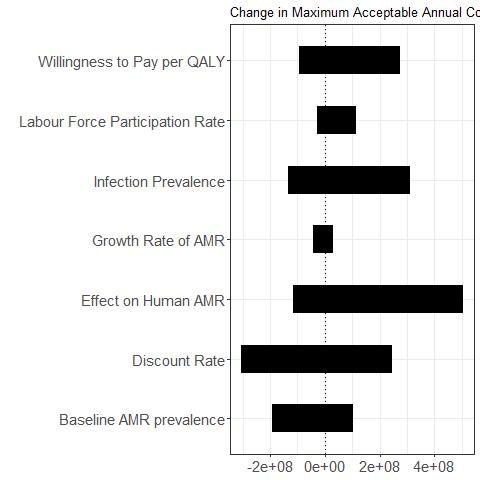 Change in Maximum Acceptable Annual Co
Willingness to Pay per QALY
Labour Force Participation Rate
Infection Prevalence
Growth Rate of AMR
Effect on Human AMR
Discount Rate
Baseline AMR prevalence
-2e+08 0e+00 2e+08 4e+08